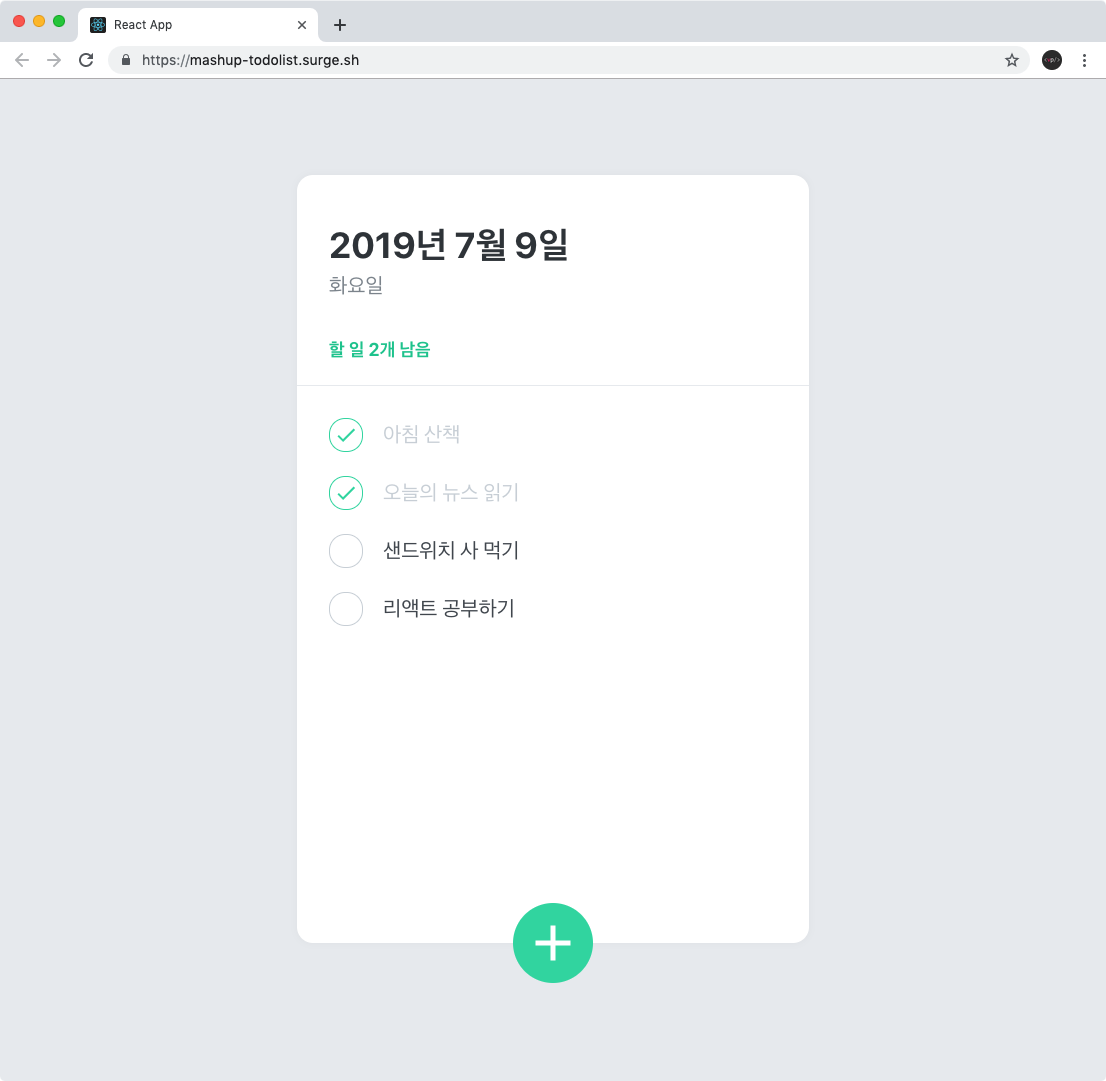 React App
https://mashup-todolist.surge.sh
2019년 7월 9일
화요일
할 일 2개 남음
아침 산책
오늘의 뉴스 읽기
샌드위치 사 먹기
리액트 공부하기